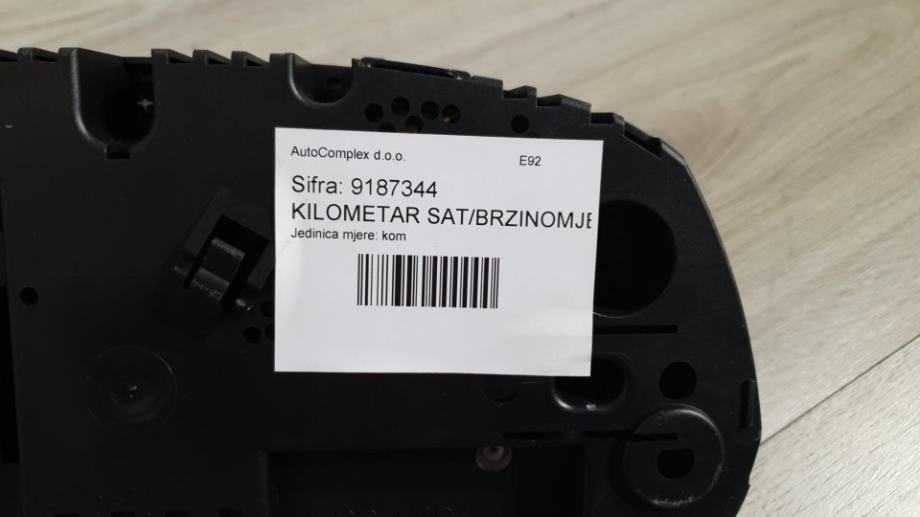 AutoComplex d.o.o. E92
Sifra: 9187344
KILOMETAR SAT/BRZINOMJE
Jedinica mjere: kom